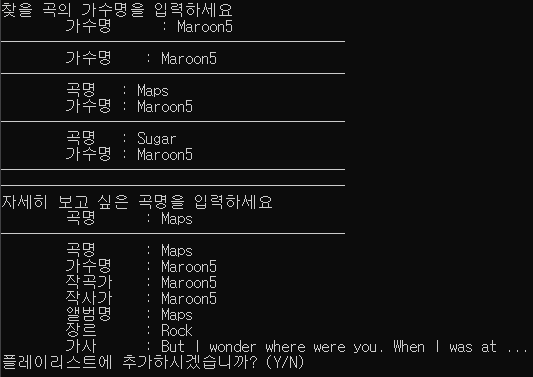 찾을 곡의 가수명을 입력하세요
가수명 : Maroon5
가수명 : Maroon5
곡명 : Maps
가수명 : Maroon5
곡명 : Sugar
가수명 : Maroon5
자세히 보고 싶은 곡명을 입력하세요
곡명 : Maps
곡명 : Maps
가수명 : Maroon5
작곡가 : Maroon5
작사가 : Maroon5
앨범명 : Maps
장르 : Rock
가사 : But I wonder where were you. When I was at ...
플레이리스트에 추가하시겠습니까? (Y/N)